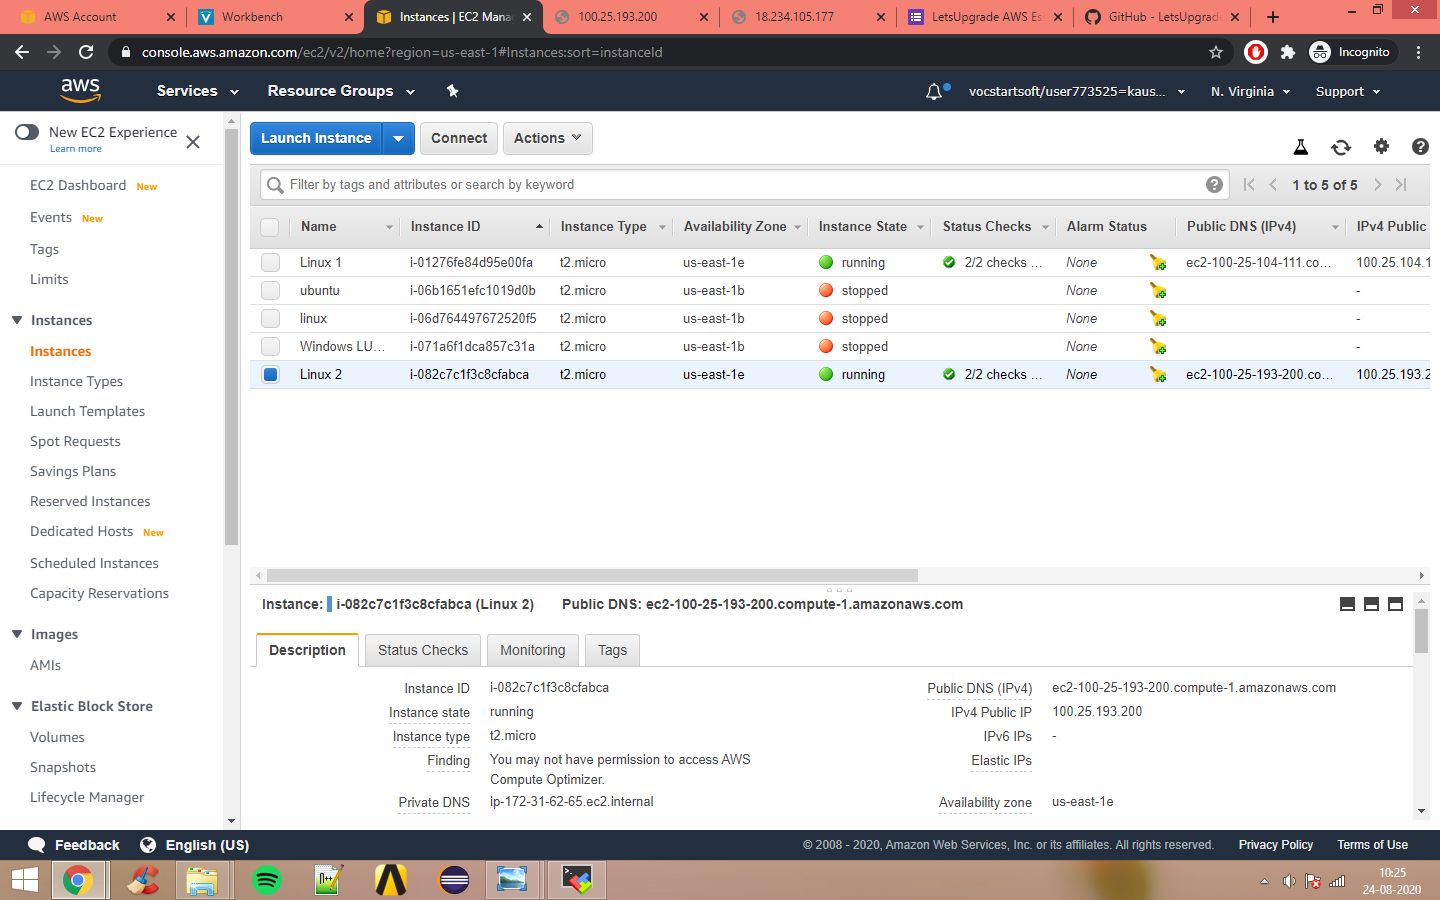 AWS Account
Workbench
Instances | EC2 Mana
100.25.193.200
18.234.105.177
LetsUpgrade AWS Es
GitHub - LetsUpgrad
console.aws.amazon.com/ec2/v2/home?region=us-east-1#Instances:sort=instanceId
Incognito
aws
Services
Resource Groups
vocstartsoft/user773525=kaus...
N. Virginia
Support
New EC2 Experience
Learn more
EC2 Dashboard New
Events New
Tags
Limits
Instances
Instances
Instance Types
Launch Templates
Spot Requests
Savings Plans
Reserved Instances
Dedicated Hosts New
Scheduled Instances
Capacity Reservations
Images
AMIs
Elastic Block Store
Volumes
Snapshots
Lifecycle Manager
Launch Instance
Connect
Actions
Filter by tags and attributes or search by keyword
1 to 5 of 5
Name Instance ID Instance Type Availability Zone Instance State Status Checks Alarm Status Public DNS (IPv4) IPv4 Public
Linux 1 i-01276fe84d95e00fa t2.micro us-east-1e running 2/2 checks ... None ec2-100-25-104-111.co... 100.25.104.1
ubuntu i-06b1651efc1019d0b t2.micro us-east-1b stopped None -
linux i-06d764497672520f5 t2.micro us-east-1b stopped None -
Windows LU... i-071a6f1dca857c31a t2.micro us-east-1b stopped None -
Linux 2 i-082c7c1f3c8cfabca t2.micro us-east-1e running 2/2 checks ... None ec2-100-25-193-200.co... 100.25.193.2
Instance: i-082c7c1f3c8cfabca (Linux 2) Public DNS: ec2-100-25-193-200.compute-1.amazonaws.com
Description
Status Checks
Monitoring
Tags
Instance ID i-082c7c1f3c8cfabca
Instance state running
Instance type t2.micro
Finding You may not have permission to access AWS
Compute Optimizer.
Private DNS ip-172-31-62-65.ec2.internal
Public DNS (IPv4) ec2-100-25-193-200.compute-1.amazonaws.com
IPv4 Public IP 100.25.193.200
IPv6 IPs -
Elastic IPs
Availability zone us-east-1e
Feedback
English (US)
© 2008 - 2020, Amazon Web Services, Inc. or its affiliates. All rights reserved.
Privacy Policy
Terms of Use
10:25
24-08-2020